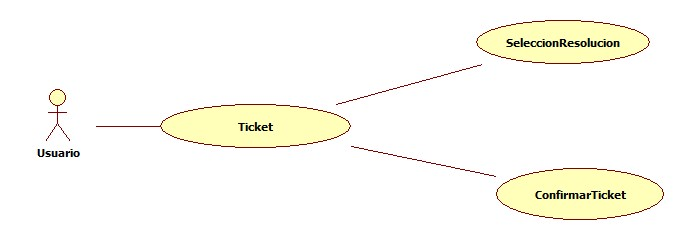 SeleccionResolucion
Ticket
Usuario
ConfirmarTicket